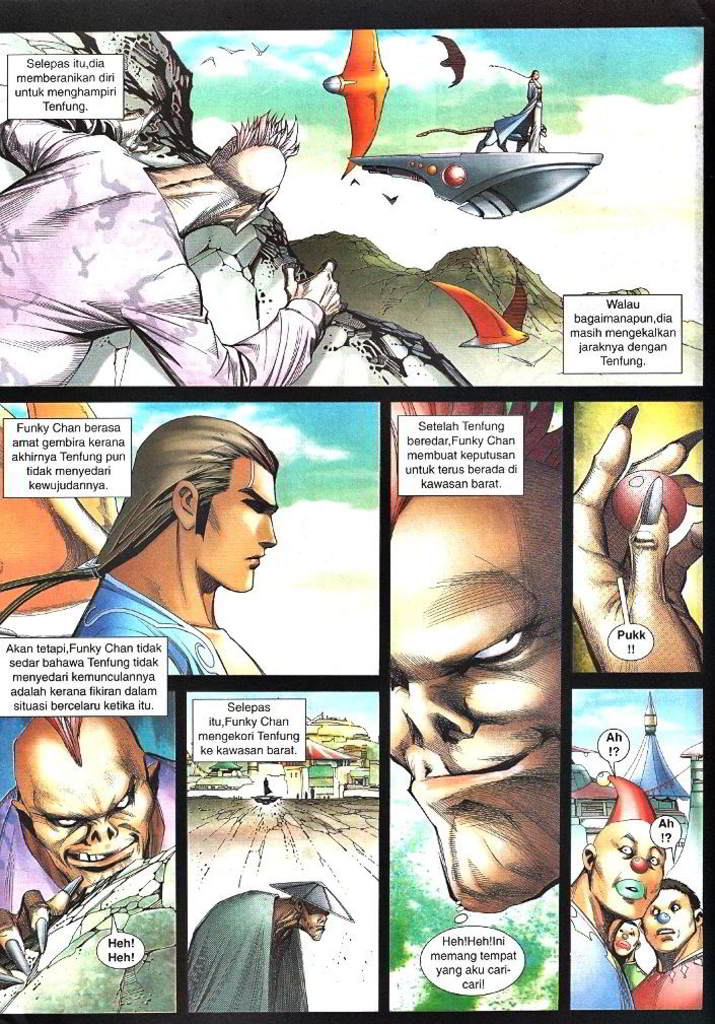 Selepas itu,dia
memberanikan diri
untuk menghampiri
Tenfung.
Walau
bagaimanapun,dia
masih mengekalkan
jaraknya dengan
Tenfung.
Funky Chan berasa
amat gembira kerana
akhirnya Tenfung pun
tidak menyedari
kewujudannya.
Akan tetapi,Funky Chan tidak
sedar bahawa Tenfung tidak
menyedari kemunculannya
adalah kerana fikiran dalam
situasi bercelaru ketika itu.
Heh!
Heh!
Selepas
itu,Funky Chan
mengekori Tenfung
ke kawasan barat.
Setelah Tenfung
beredar,Funky Chan
membuat keputusan
untuk terus berada di
kawasan barat.
Heh!Heh!Ini
memang tempat
yang aku cari-
cari!
Pukk
!!
Ah
!?
Ah
!?